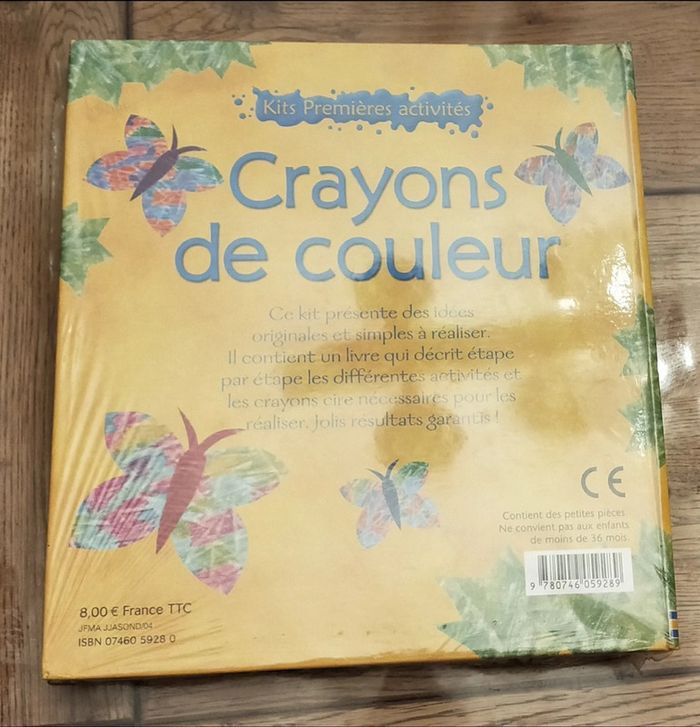 Kits Premières activités
Crayons
de couleur
Ce kit présente des idées
originales et simples à réaliser.
Il contient un livre qui décrit étape
par étape les différentes activités et
les crayons cire nécessaires pour les
réaliser. Jolis résultats garantis !
CE
Contient des petites pièces.
Ne convient pas aux enfants
de moins de 36 mois.
9 780746 059289
8,00 € France TTC
JFMA JJASOND/04
ISBN 07460 5928 0